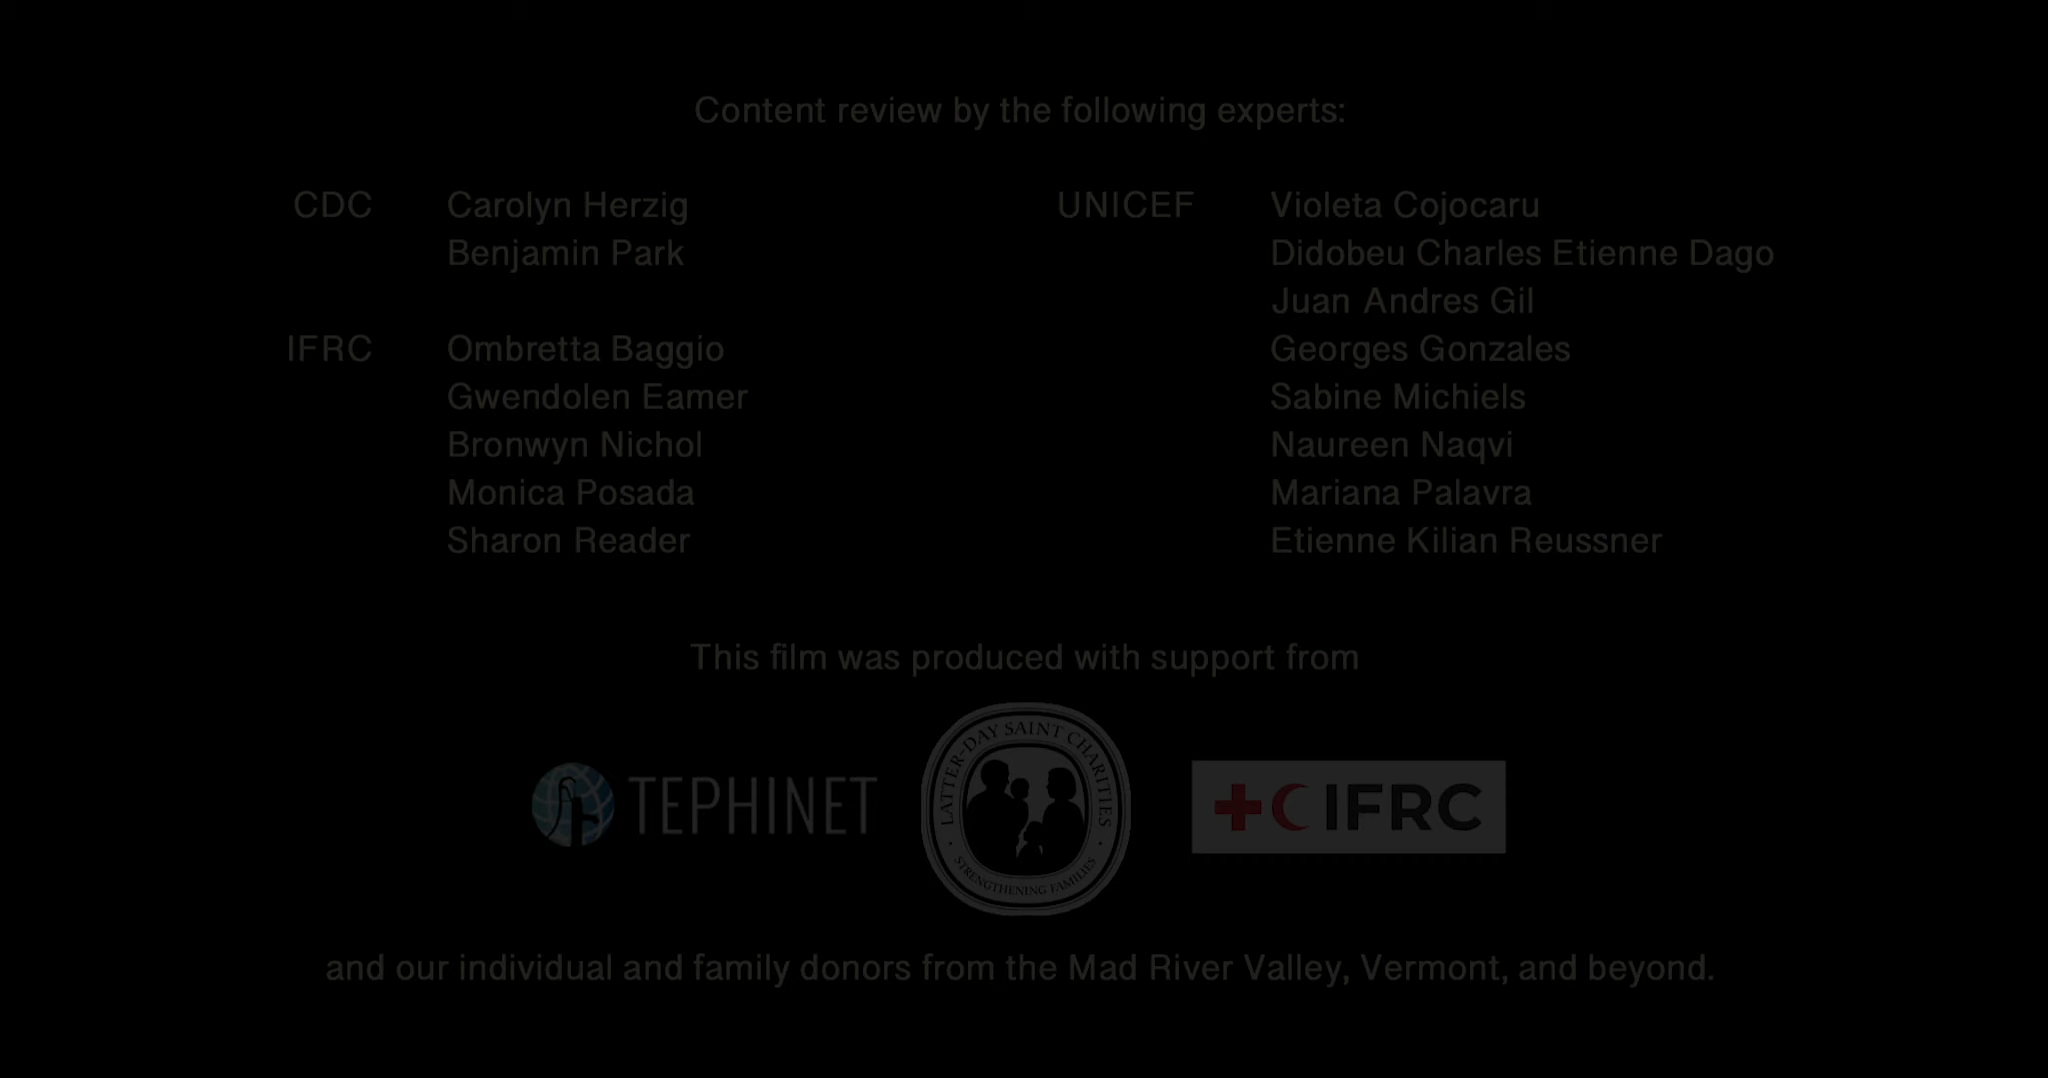 Content review by the following experts:
CDC Carolyn Herzig
Benjamin Park
IFRC Ombretta Baggio
Gwendolen Eamer
Bronwyn Nichol
Monica Posada
Sharon Reader
UNICEF Violeta Cojocaru
Didobeu Charles Etienne Dago
Juan Andres Gil
Georges Gonzales
Sabine Michiels
Naureen Naqvi
Mariana Palavra
Etienne Kilian Reussner
This film was produced with support from
TEPHINET
LATTER-DAY SAINT CHARITIES
· STRENGTHENING FAMILIES ·
IFRC
and our individual and family donors from the Mad River Valley, Vermont, and beyond.